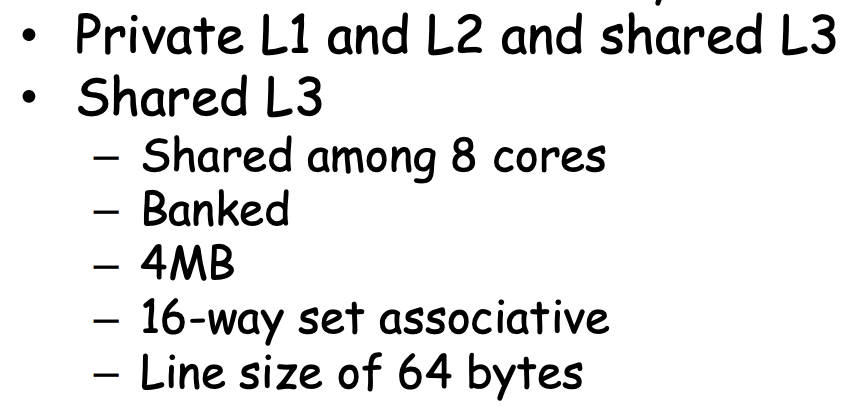 • Private L1 and L2 and shared L3
• Shared L3
– Shared among 8 cores
– Banked
– 4MB
– 16-way set associative
– Line size of 64 bytes